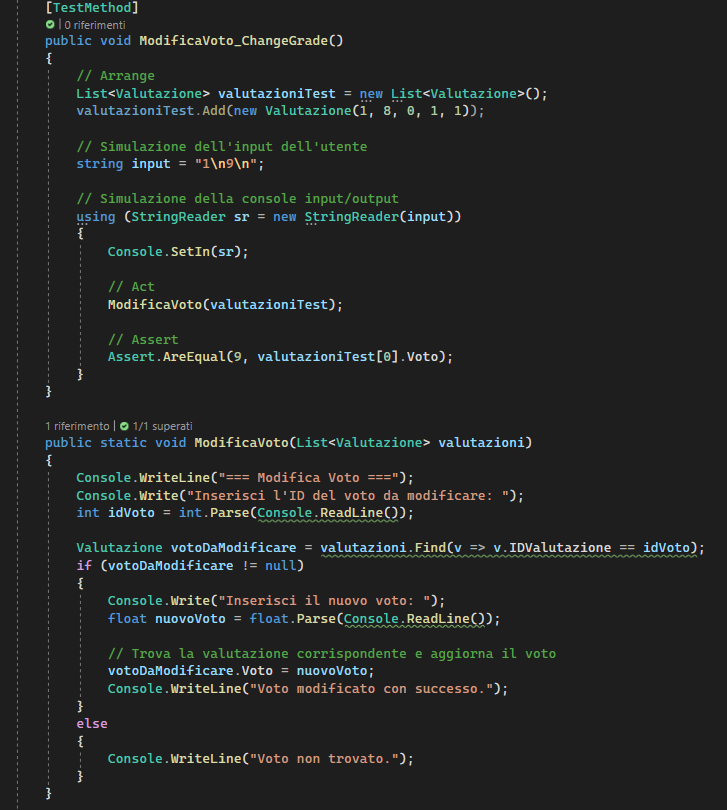 [TestMethod]
| 0 riferimenti
public void ModificaVoto_ChangeGrade()
{
// Arrange
List<Valutazione> valutazioniTest = new List<Valutazione>();
valutazioniTest.Add(new Valutazione(1, 8, 0, 1, 1));
// Simulazione dell'input dell'utente
string input = "1\n9\n";
// Simulazione della console input/output
using (StringReader sr = new StringReader(input))
{
Console.SetIn(sr);
// Act
ModificaVoto(valutazioniTest);
// Assert
Assert.AreEqual(9, valutazioniTest[0].Voto);
}
}
1 riferimento | 1/1 superati
public static void ModificaVoto(List<Valutazione> valutazioni)
{
Console.WriteLine("=== Modifica Voto ===");
Console.Write("Inserisci l'ID del voto da modificare: ");
int idVoto = int.Parse(Console.ReadLine());
Valutazione votoDaModificare = valutazioni.Find(v => v.IDValutazione == idVoto);
if (votoDaModificare != null)
{
Console.Write("Inserisci il nuovo voto: ");
float nuovoVoto = float.Parse(Console.ReadLine());
// Trova la valutazione corrispondente e aggiorna il voto
votoDaModificare.Voto = nuovoVoto;
Console.WriteLine("Voto modificato con successo.");
}
else
{
Console.WriteLine("Voto non trovato.");
}
}